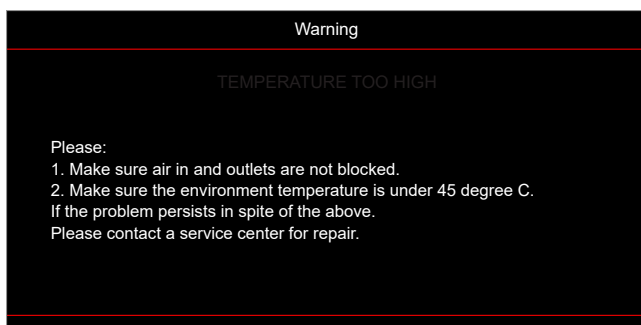 Warning
TEMPERATURE TOO HIGH
Please:
1. Make sure air in and outlets are not blocked.
2. Make sure the environment temperature is under 45 degree C.
If the problem persists in spite of the above.
Please contact a service center for repair.